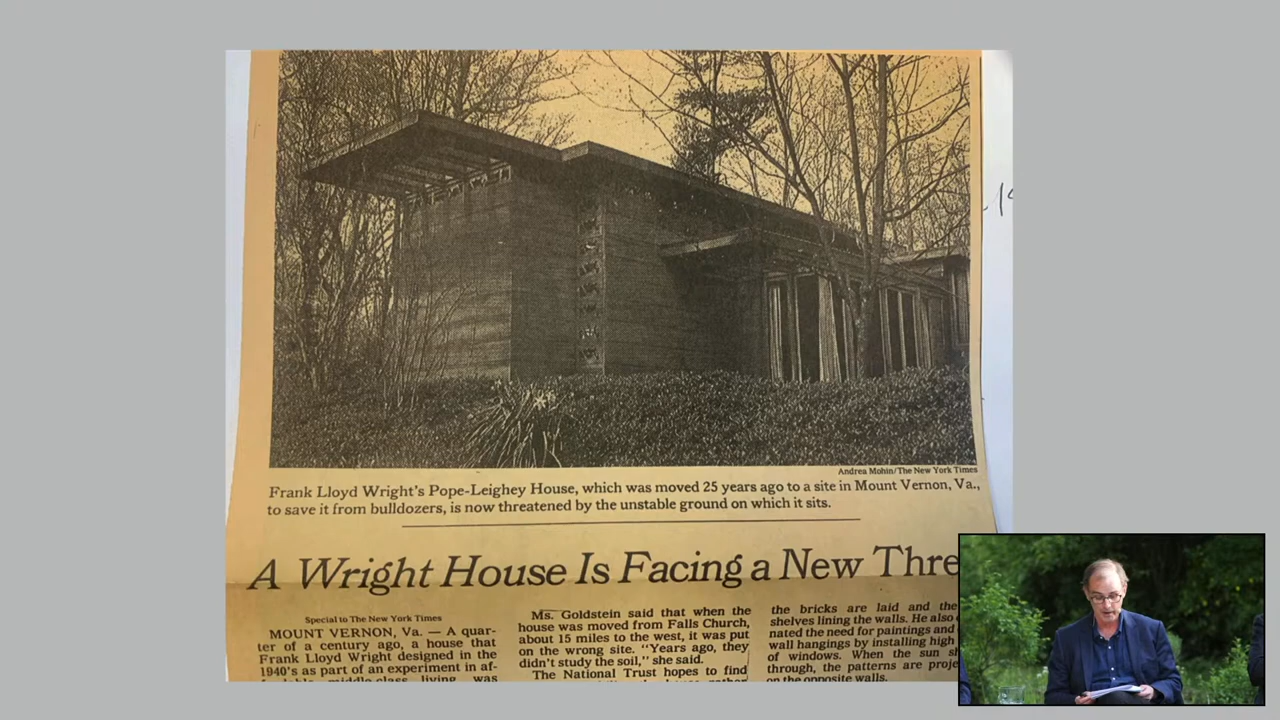 Andrea Mohin/The New York Times
Frank Lloyd Wright's Pope-Leighey House, which was moved 25 years ago to a site in Mount Vernon, Va.,
to save it from bulldozers, is now threatened by the unstable ground on which it sits.
A Wright House Is Facing a New Thre
Special to The New York Times
MOUNT VERNON, Va. — A quar-
ter of a century ago, a house that
Frank Lloyd Wright designed in the
1940's as part of an experiment in af-
middle-class living was
Ms. Goldstein said that when the
house was moved from Falls Church,
about 15 miles to the west, it was put
on the wrong site. "Years ago, they
didn't study the soil," she said.
The National Trust hopes to find
the bricks are laid and the
shelves lining the walls. He also
nated the need for paintings and
wall hangings by installing high
of windows. When the sun sh
through, the patterns are proje
on the opposite walls.